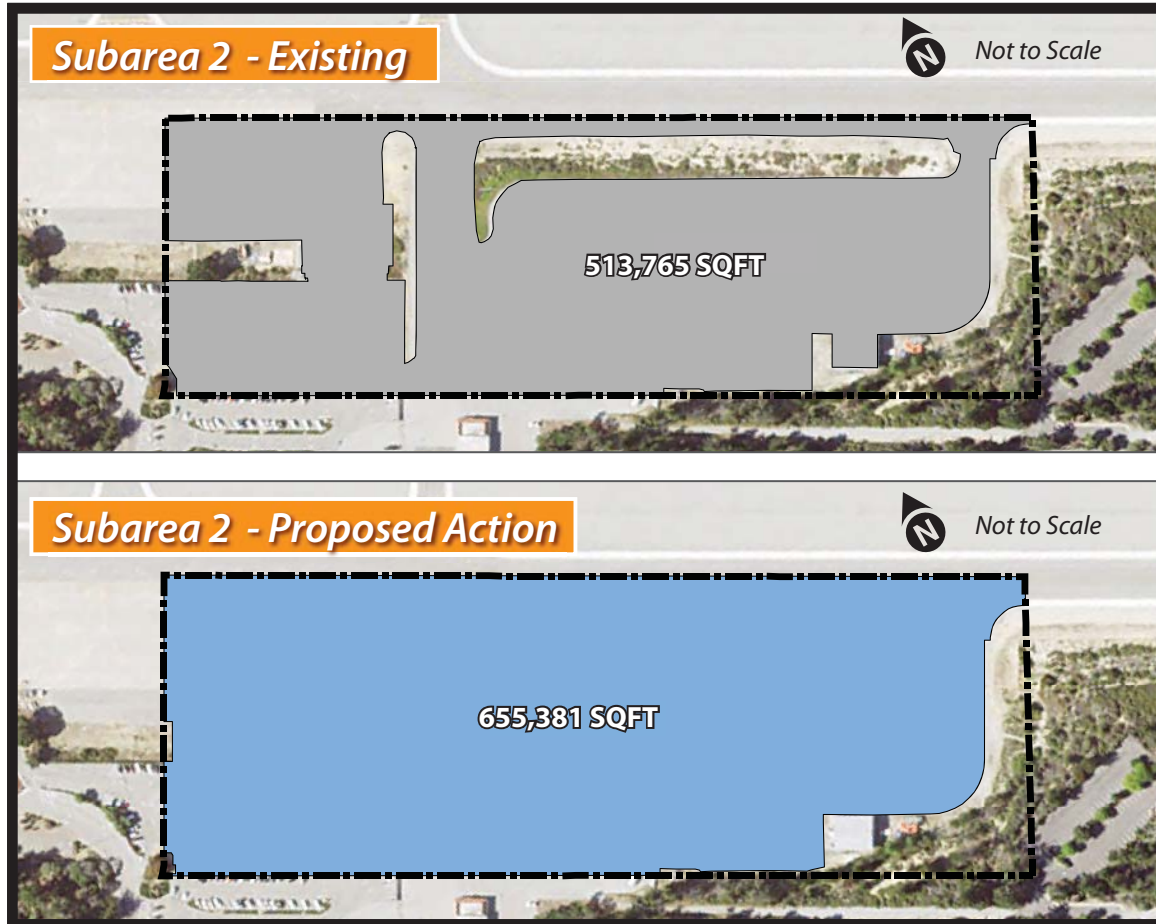 Subarea 2 - Existing
N
Not to Scale
513,765 SQFT
Subarea 2 - Proposed Action
N
Not to Scale
655,381 SQFT